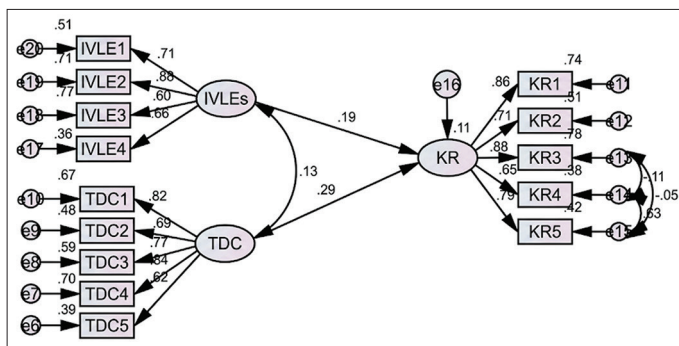 .51
e20 IVLE1 .71
.71
e19 IVLE2 .88
.77
e18 IVLE3 .60
.36 .66
e17 IVLE4
IVLEs
.67
e10 TDC1 .82
.48
e9 TDC2 .69
.59
e8 TDC3 .77
.70 .84
e7 TDC4 .62
.39
e6 TDC5
TDC
.19
.13
.29
e16
.11
KR
.74
.86 KR1 e11
.51
.71 KR2 e12
.78
.88 KR3 e13
.38
.65 KR4 e14
.42
.79 KR5 e15
-.05
.63